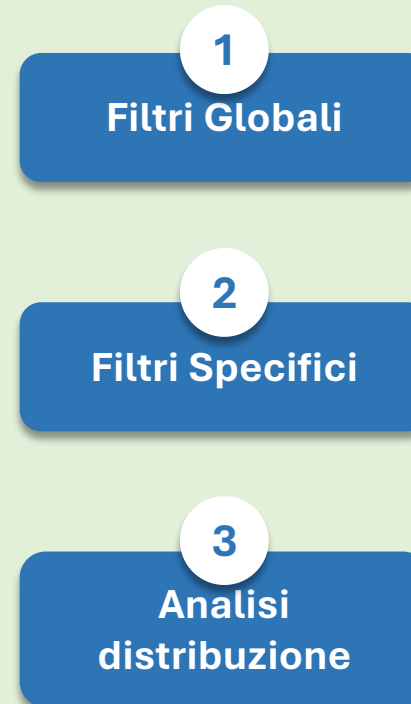 1
Filtri Globali
2
Filtri Specifici
3
Analisi
distribuzione